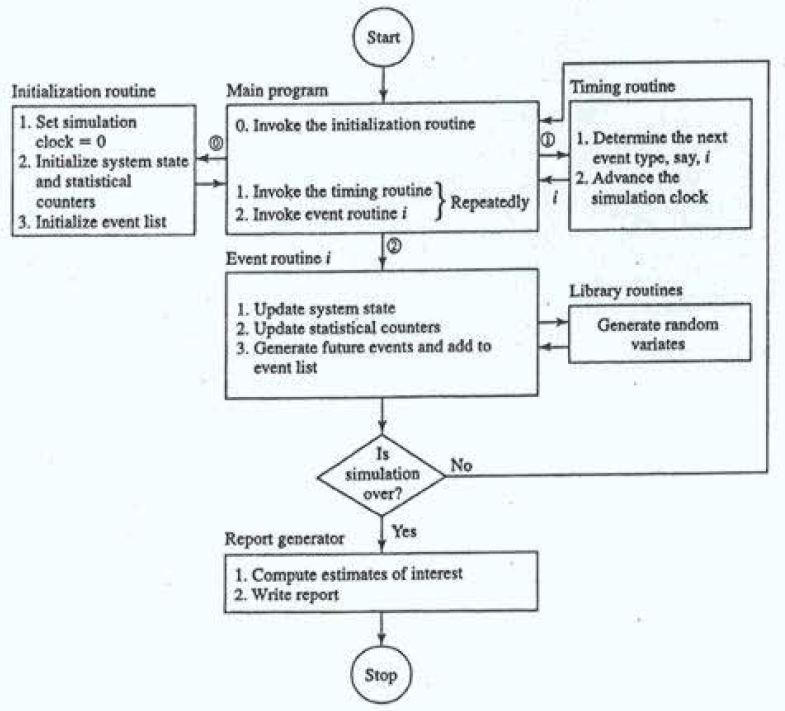 Start
Initialization routine
1. Set simulation
clock = 0
2. Initialize system state
and statistical
counters
3. Initialize event list
Main program
0. Invoke the initialization routine
1. Invoke the timing routine
2. Invoke event routine i
Repeatedly
⓪
①
i
②
Timing routine
1. Determine the next
event type, say, i
2. Advance the
simulation clock
Event routine i
1. Update system state
2. Update statistical counters
3. Generate future events and add to
event list
Library routines
Generate random
variates
Is
simulation
over?
No
Yes
Report generator
1. Compute estimates of interest
2. Write report
Stop